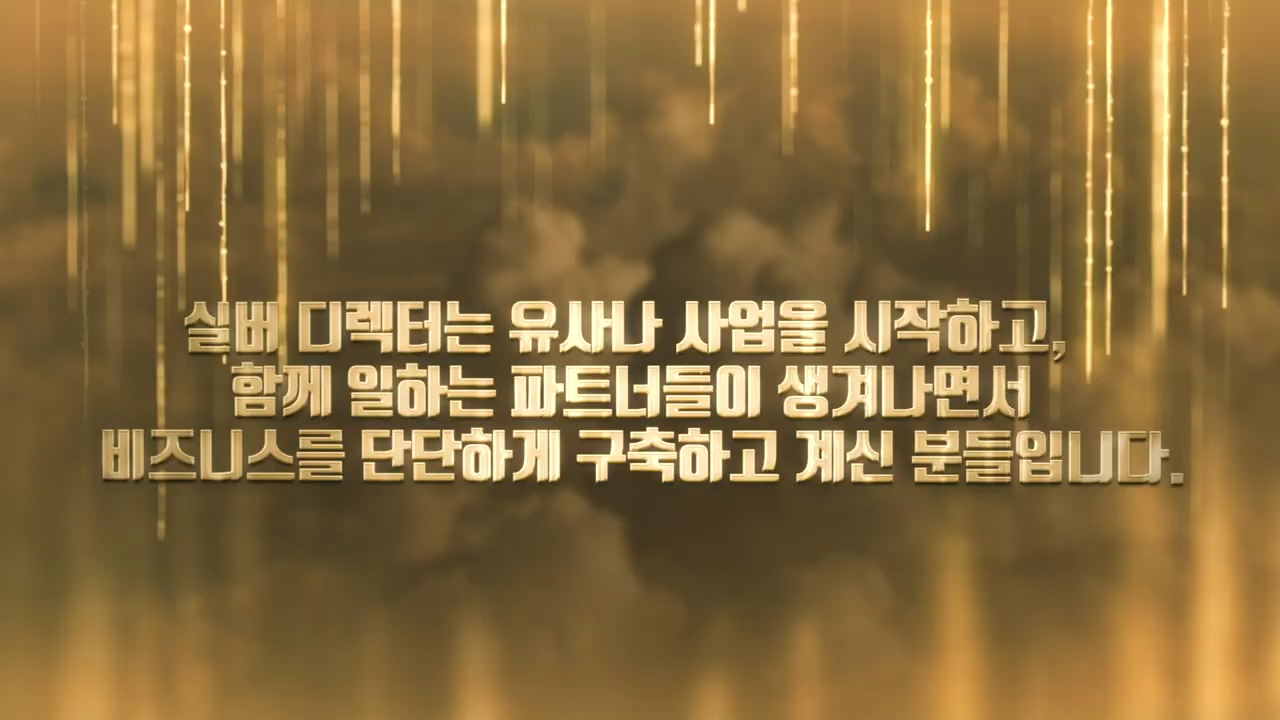 실버 디렉터는 유사나 사업을 시작하고,
함께 일하는 파트너들이 생겨나면서
비즈니스를 단단하게 구축하고 계신 분들입니다.